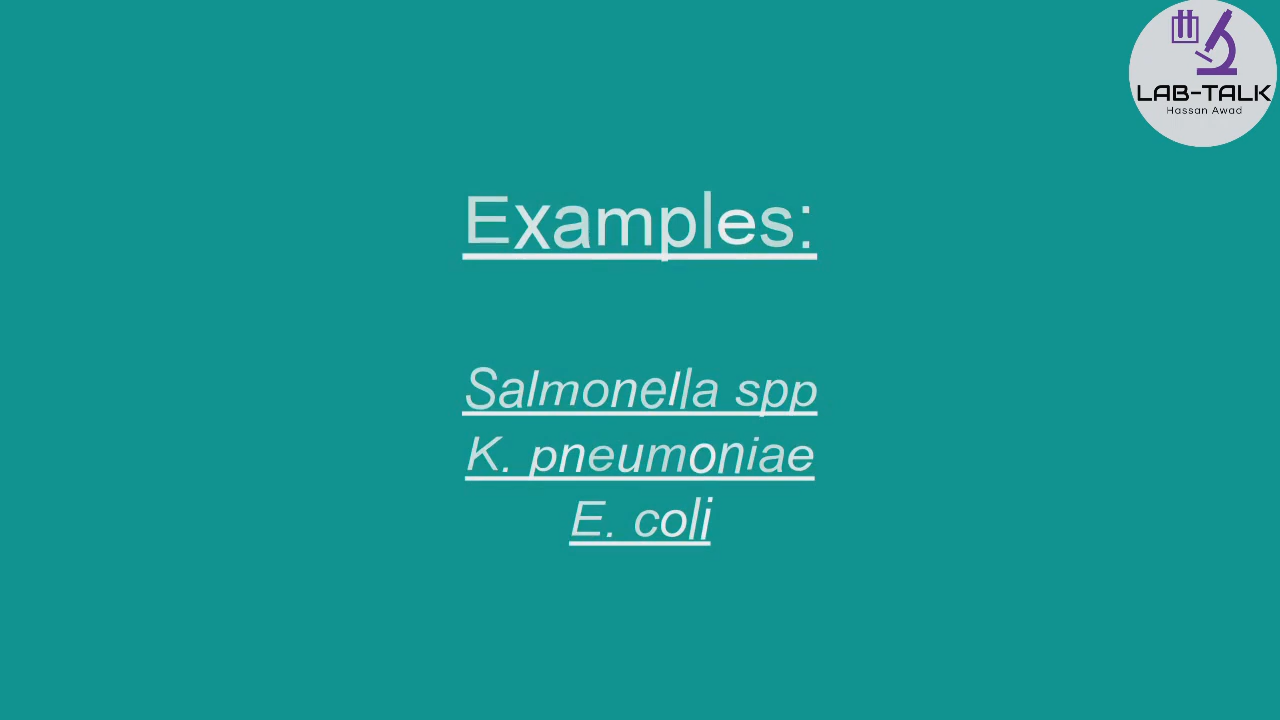 LAB-TALK
Hassan Awad
Examples:
Salmonella spp
K. pneumoniae
E. coli